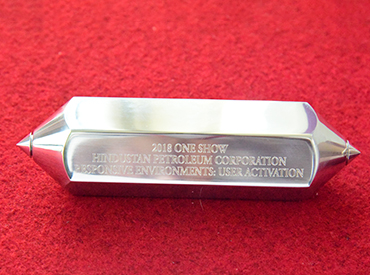 2018 ONE SHOW
HINDUSTAN PETROLEUM CORPORATION
RESPONSIVE ENVIRONMENTS: USER ACTIVATION